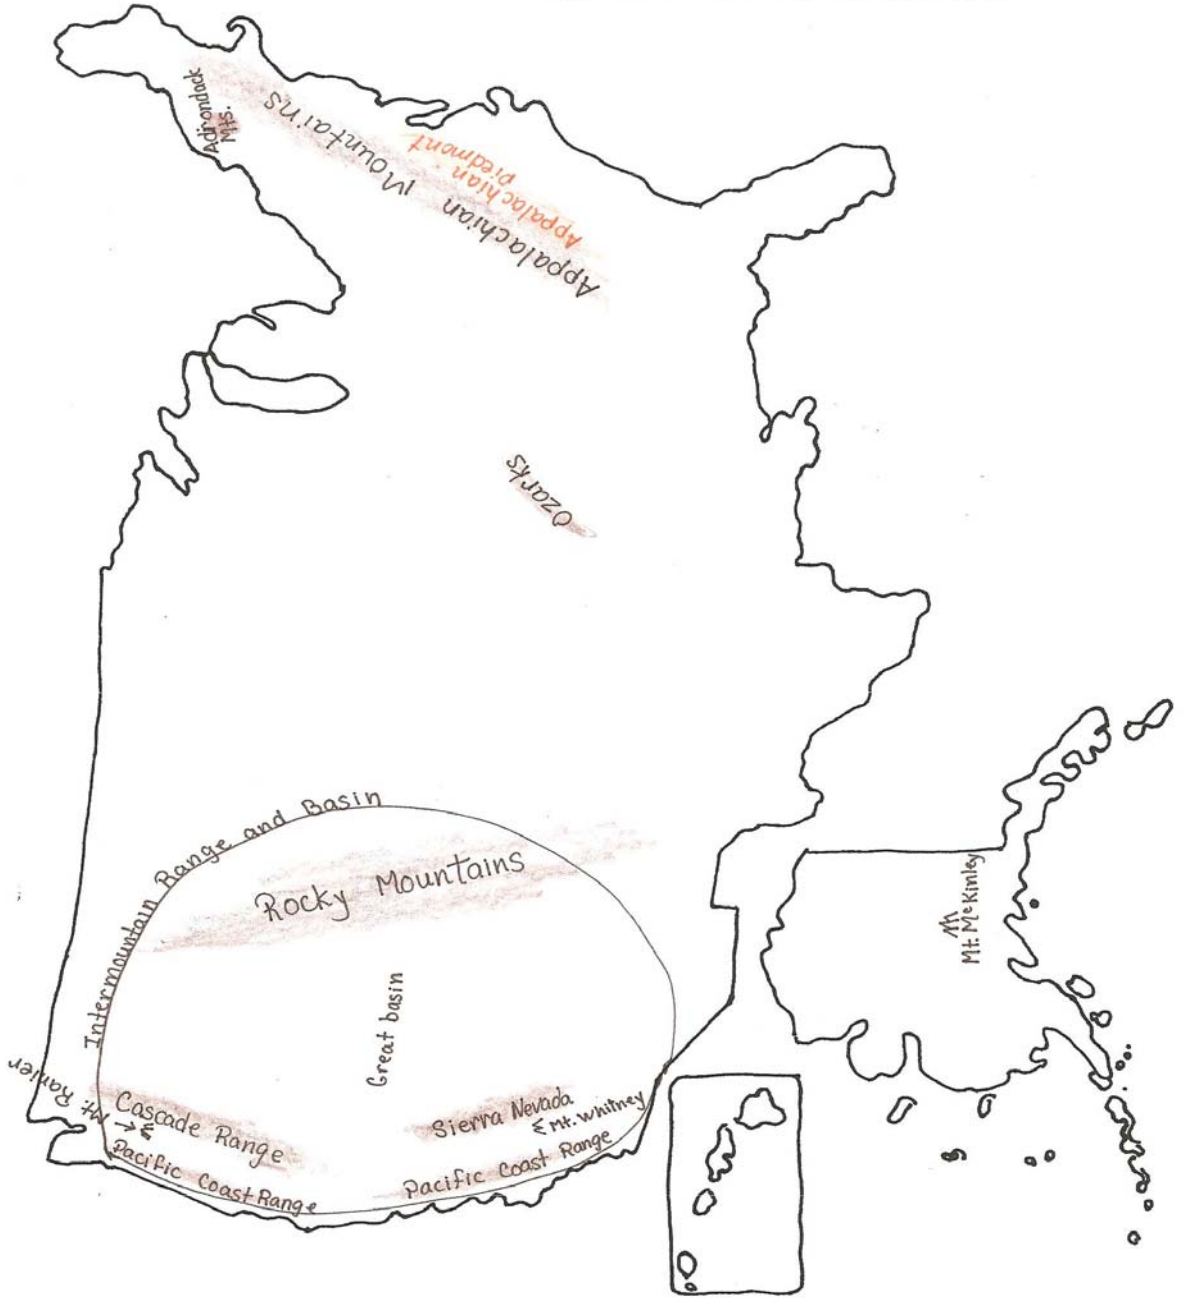 Adirondack
Mts.
Appalachian Mountains
Appalachian
Piedmont
Ozarks
Intermountain Range and Basin
Rocky Mountains
Great basin
Mt. Ranier
Cascade Range
Pacific Coast Range
Sierra Nevada
Mt. Whitney
Pacific Coast Range
Mt. McKinley